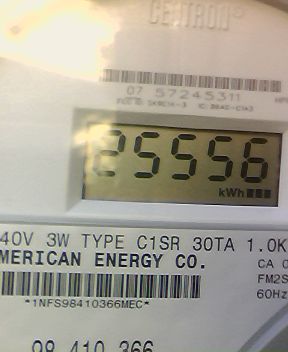 CENTRON®
07 57245311
25556
kWh
40V 3W TYPE C1SR 30TA 1.0K
MERICAN ENERGY CO.
CA 0
FM2S
60Hz
*1NFS98410366MEC*
98 410 366